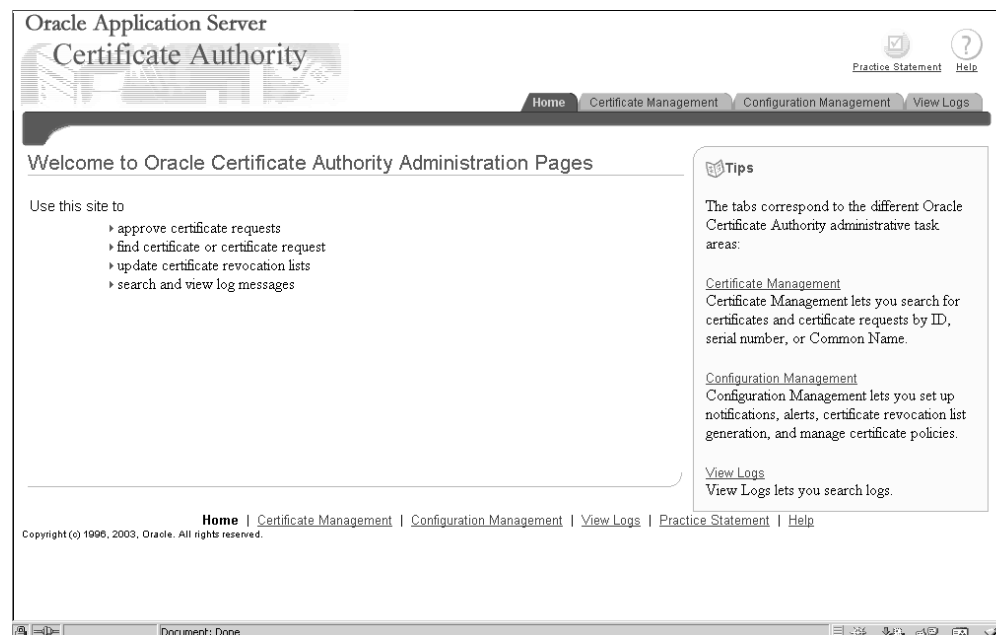 Oracle Application Server
Certificate Authority
Practice Statement
Help
Home
Certificate Management
Configuration Management
View Logs
Welcome to Oracle Certificate Authority Administration Pages
Use this site to
approve certificate requests
find certificate or certificate request
update certificate revocation lists
search and view log messages
Tips
The tabs correspond to the different Oracle
Certificate Authority administrative task
areas:
Certificate Management
Certificate Management lets you search for
certificates and certificate requests by ID,
serial number, or Common Name.
Configuration Management
Configuration Management lets you set up
notifications, alerts, certificate revocation list
generation, and manage certificate policies.
View Logs
View Logs lets you search logs.
Home | Certificate Management | Configuration Management | View Logs | Practice Statement | Help
Copyright (c) 1996, 2003, Oracle. All rights reserved.
Document: Done